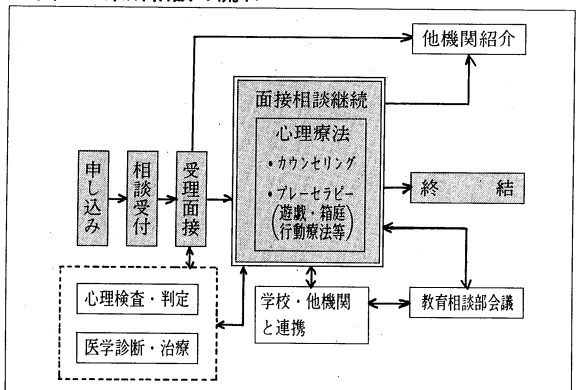 他機関紹介
面接相談継続
心理療法
・カウンセリング
・プレーセラピー
(遊戯・箱庭
行動療法等)
申し込み
相談受付
受理面接
終結
心理検査・判定
医学診断・治療
学校・他機関
と連携
教育相談部会議